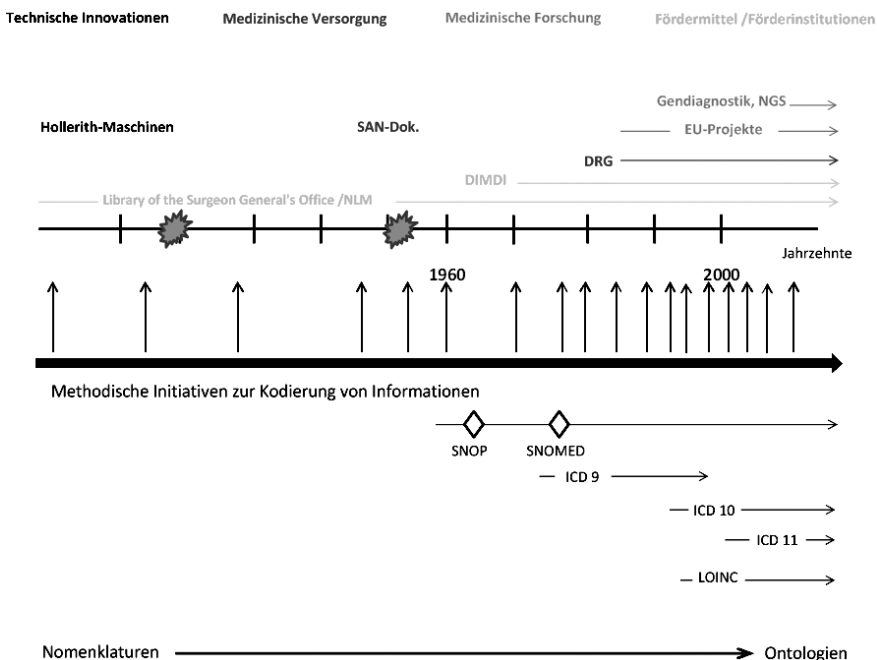 Technische Innovationen Medizinische Versorgung Medizinische Forschung Fördermittel /Förderinstitutionen
Gendiagnostik, NGS
Hollerith-Maschinen SAN-Dok. EU-Projekte
DRG
DIMDI
Library of the Surgeon General's Office /NLM
Jahrzehnte
1960 2000
Methodische Initiativen zur Kodierung von Informationen
SNOP SNOMED
ICD 9
ICD 10
ICD 11
LOINC
Nomenklaturen Ontologien